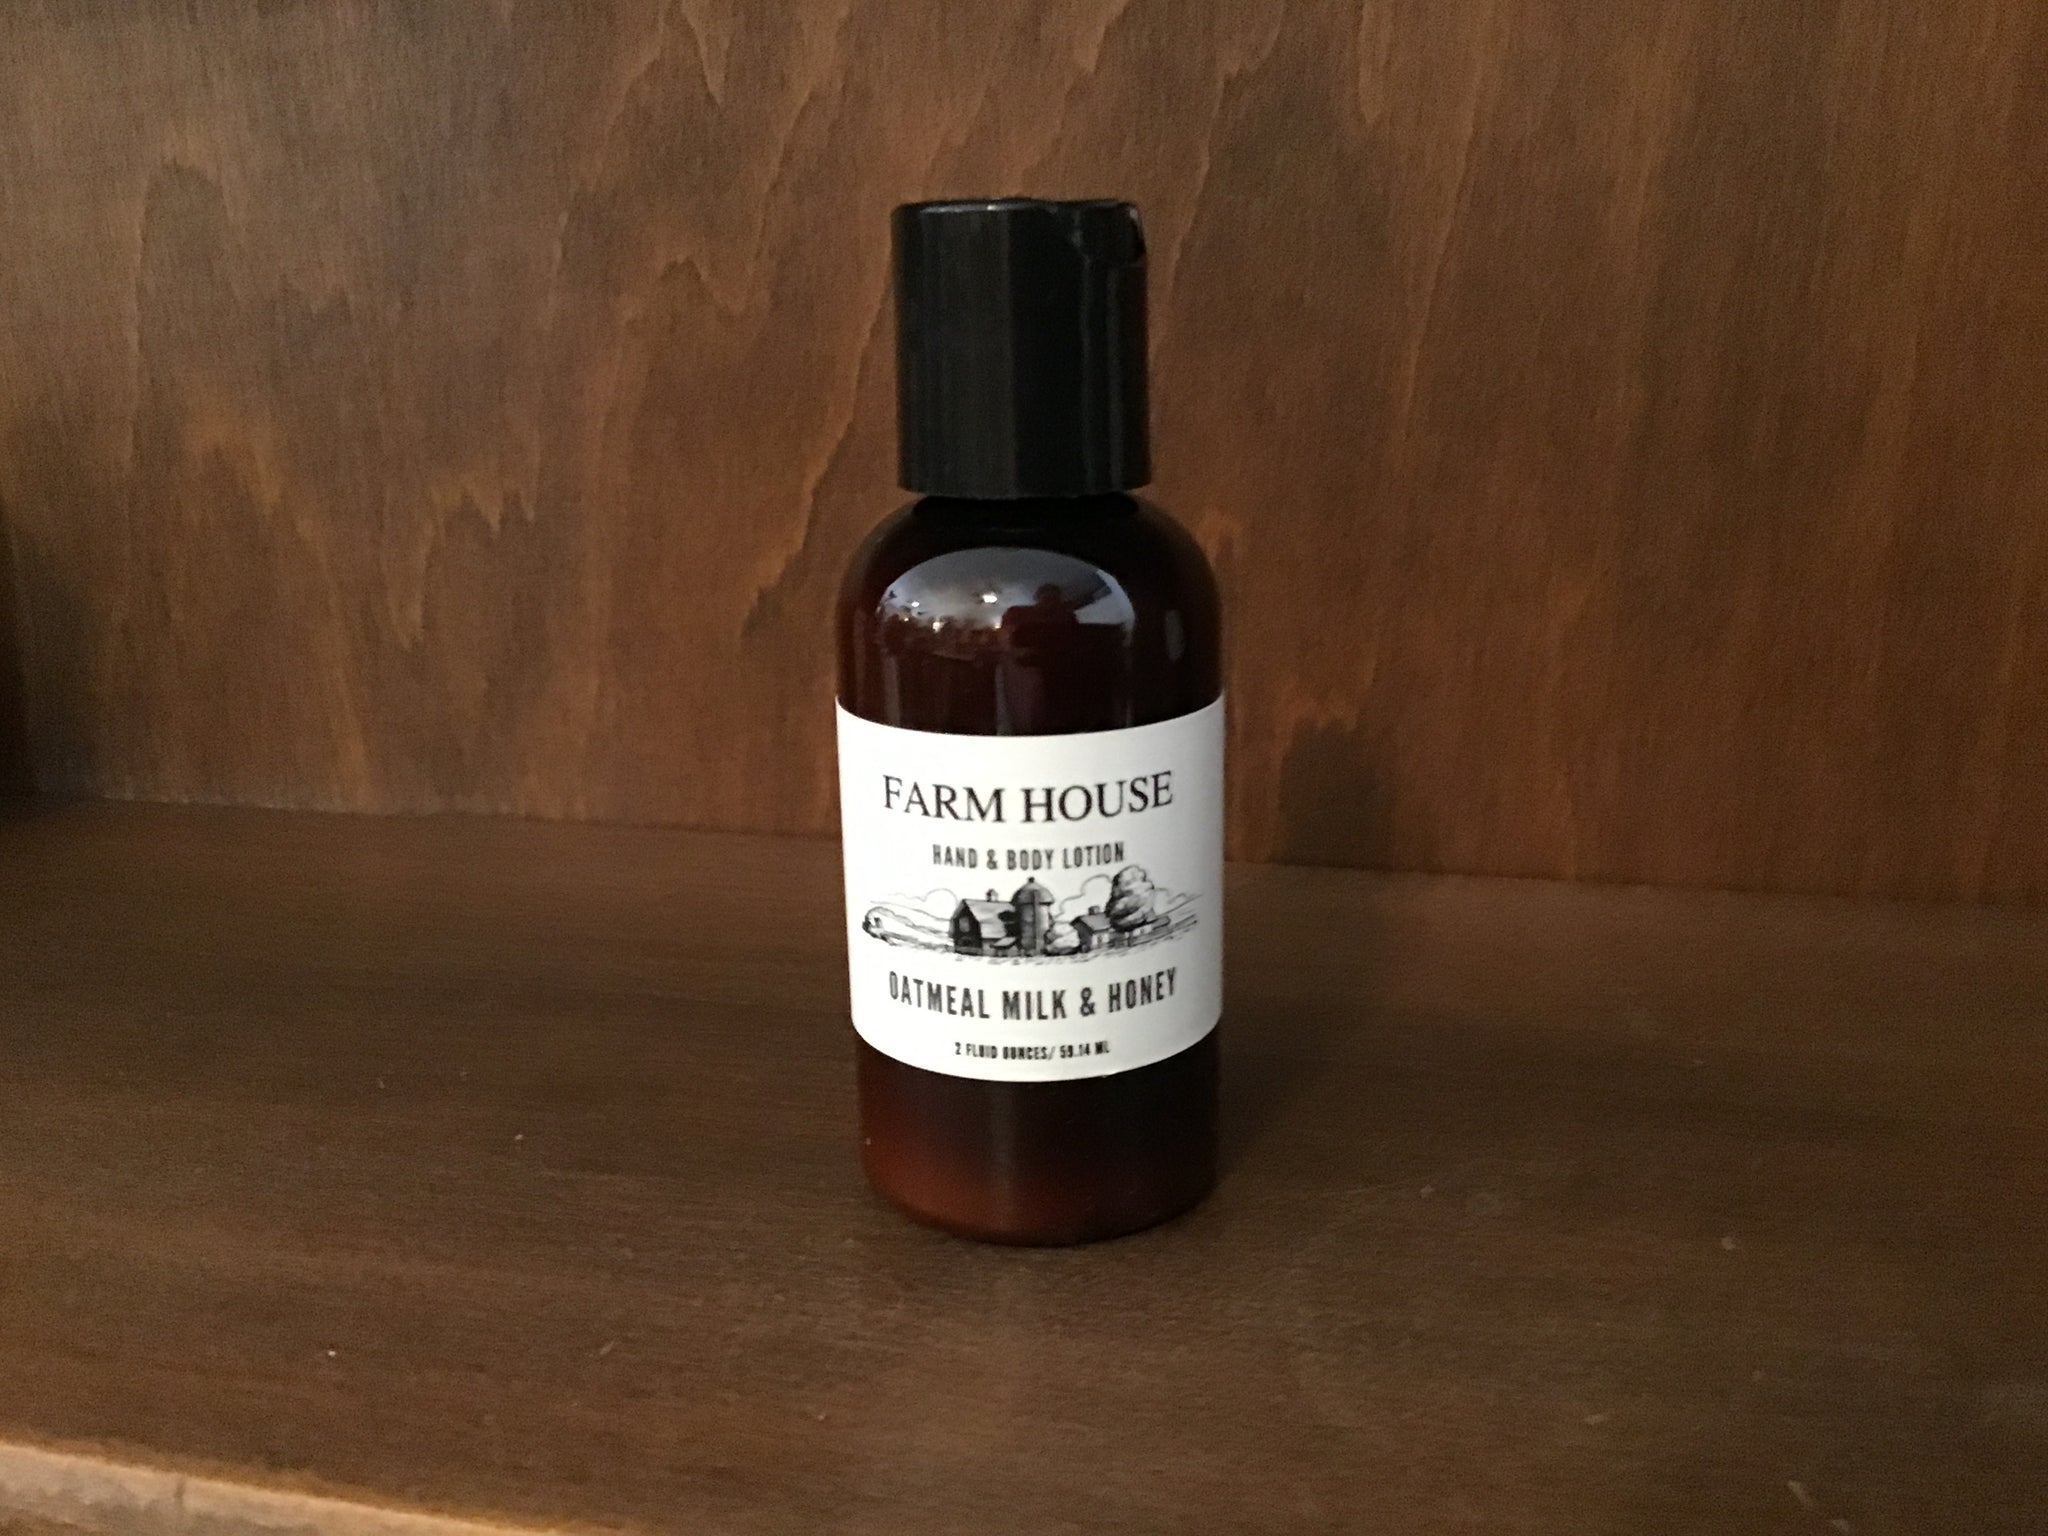 FARM HOUSE
HAND & BODY LOTION
OATMEAL MILK & HONEY
2 FLUID OUNCES/ 59.14 ML